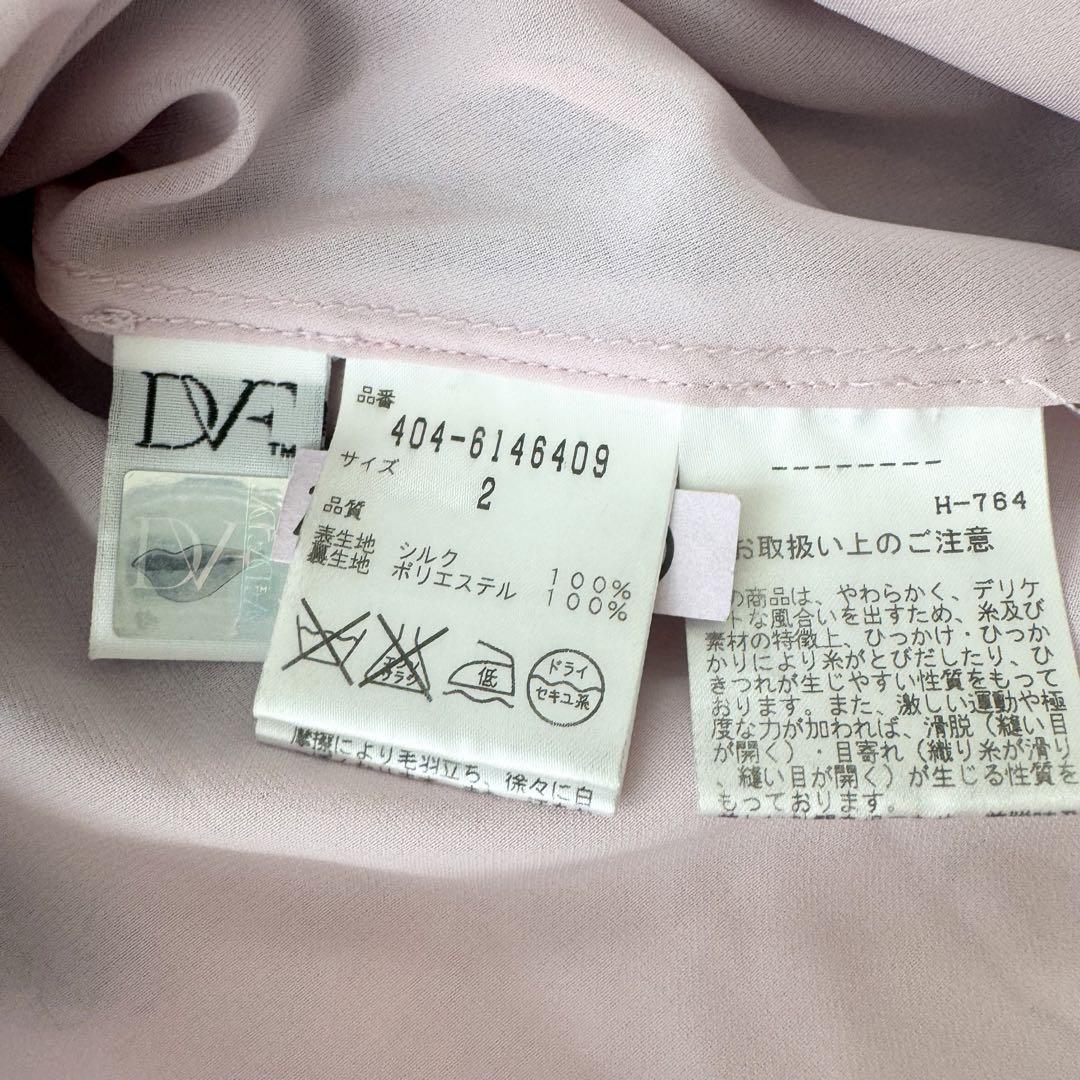 DVF
TM
DVF
品番
404-6146409
サイズ
2
品質
表生地 シルク 100%
裏生地 ポリエステル 100%
エンソ
サラシ
低
ドライ
セキユ系
摩擦により毛羽立ち、徐々に白
--------
H-764
お取扱い上のご注意
の商品は、やわらかく、デリケ
トな風合いを出すため、糸及び
素材の特徴上、ひっかけ・ひっか
かりにより糸がとびだしたり、ひ
きつれが生じやすい性質をもって
おります。また、激しい運動や極
度な力が加われば、滑脱（縫い目
が開く）・目寄れ（織り糸が滑り
、縫い目が開く）が生じる性質を
もっております。